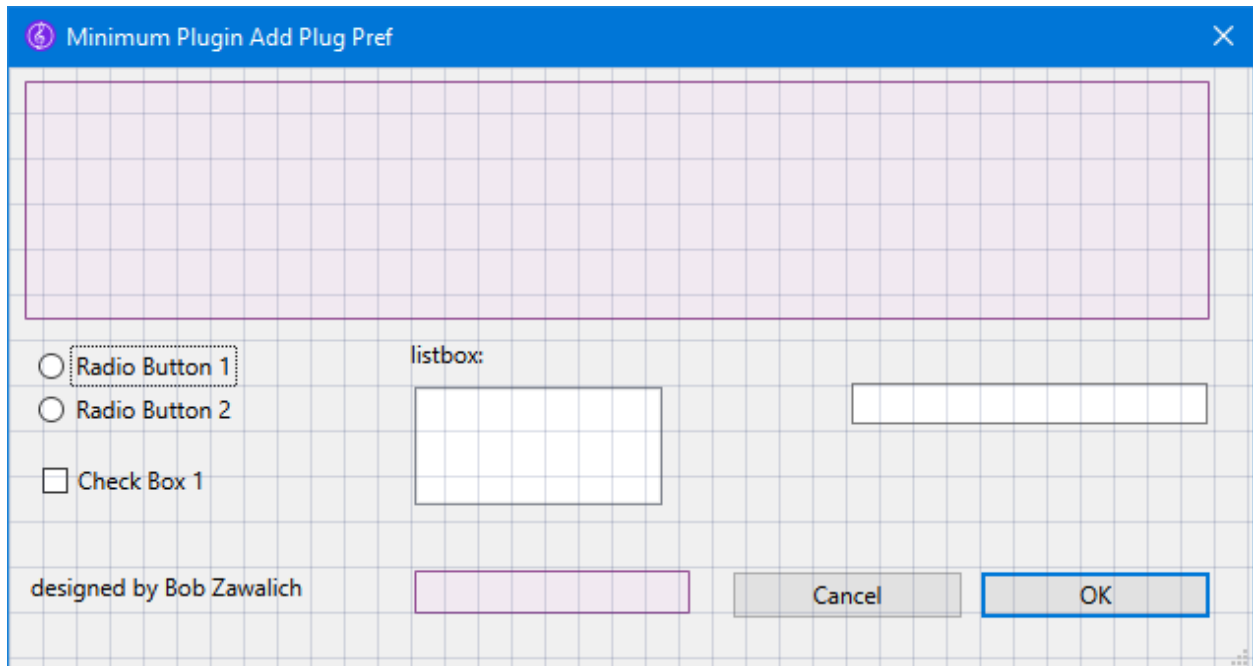 Minimum Plugin Add Plug Pref
Radio Button 1
listbox:
Radio Button 2
Check Box 1
designed by Bob Zawalich
Cancel
OK